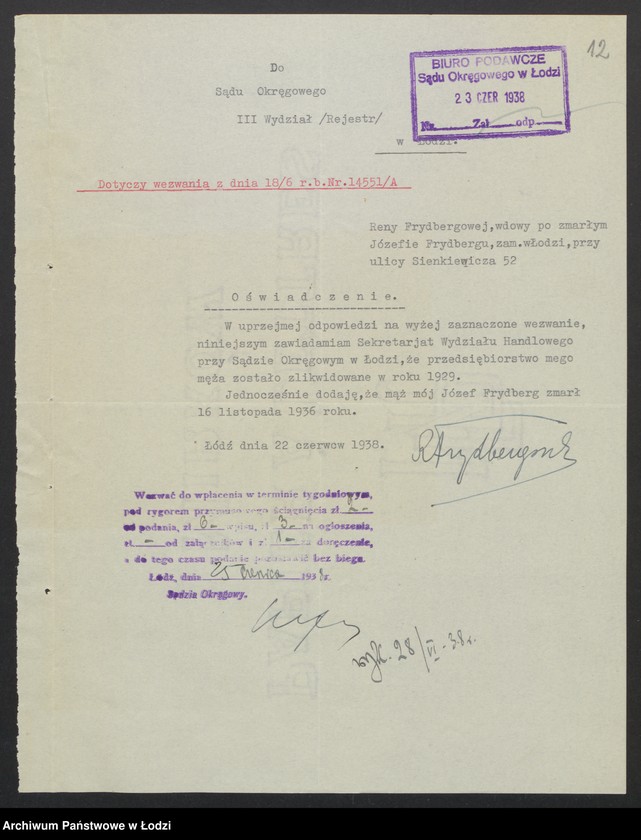 12
Do
Sądu Okręgowego
III Wydział /Rejestr/
w Łodzi.
BIURO PODAWCZE
Sądu Okręgowego w Łodzi
23 CZER 1938
Nr. Zał. odp.
Dotyczy wezwania z dnia 18/6 r.b.Nr.14551/A
Reny Frydbergowej,wdowy po zmarłym
Józefie Frydbergu,zam.wŁodzi,przy
ulicy Sienkiewicza 52
Oświadczenie.
W uprzejmej odpowiedzi na wyżej zaznaczone wezwanie,
niniejszym zawiadamiam Sekretarjat Wydziału Handlowego
przy Sądzie Okręgowym w Łodzi,że przedsiębiorstwo mego
męża zostało zlikwidowane w roku 1929.
Jednocześnie dodaję,że mąż mój Józef Frydberg zmarł
16 listopada 1936 roku.
Łódź dnia 22 czerwcw 1938.
RFrydbergowa
Wezwać do wpłacenia w terminie tygodniowym,
pod rygorem przymusowego ściągnięcia zł 2-
od podania, zł 6- wpisu, zł 3- na ogłoszenia,
zł. - od załączników i zł 1- za doręczenie,
a do tego czasu podanie pozostawić bez biegu.
Łódź, dnia 25 czerwca 1938 r.
Sędzia Okręgowy.
wyk. 28/VI-38 r.
Archiwum Państwowe w Łodzi